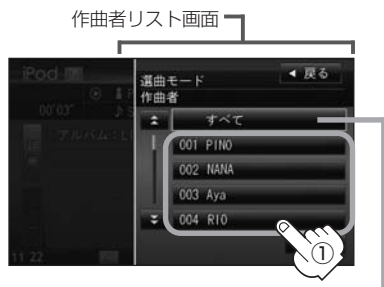 作曲者リスト画面
iPod
選曲モード
◀ 戻る
作曲者
00'03"
すべて
アルバム:L
001 PINO
002 NANA
003 Aya
004 RIO
①
11 22